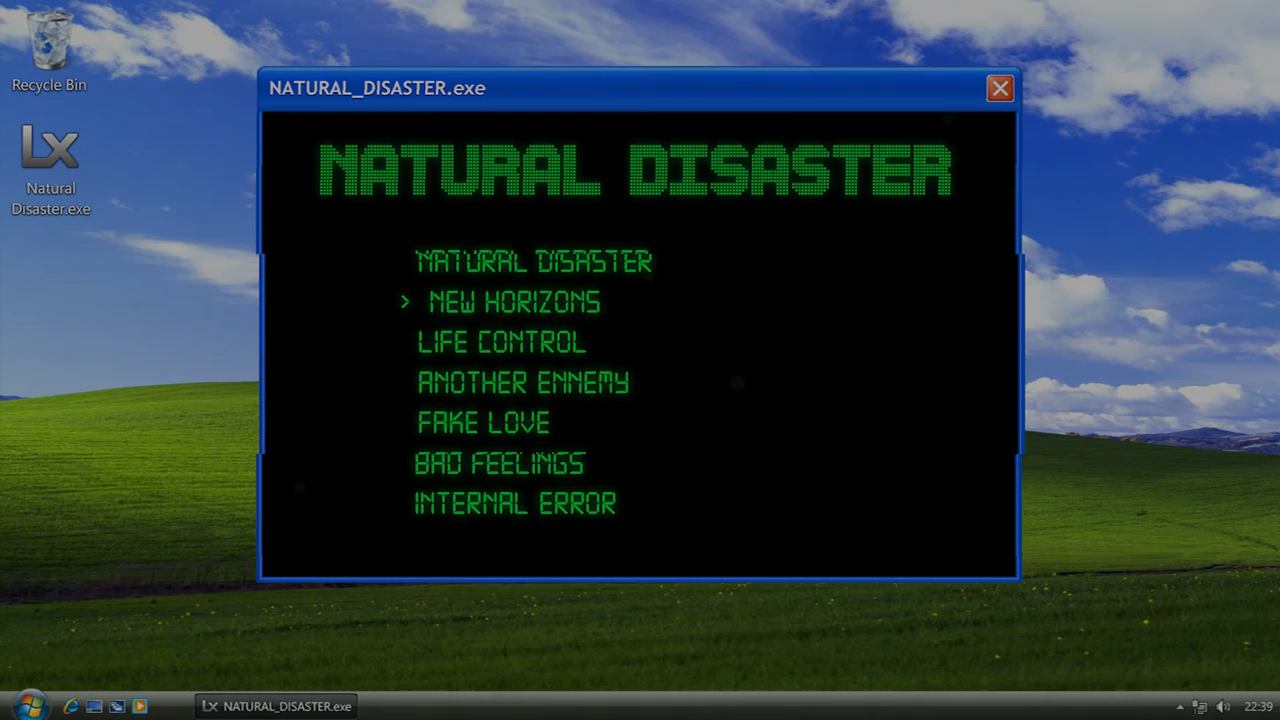 Recycle Bin
Lx
Natural
Disaster.exe
NATURAL_DISASTER.exe
NATURAL DISASTER
NATURAL DISASTER
> NEW HORIZONS
LIFE CONTROL
ANOTHER ENNEMY
FAKE LOVE
BAD FEELINGS
INTERNAL ERROR
Lx NATURAL_DISASTER.exe
22:39